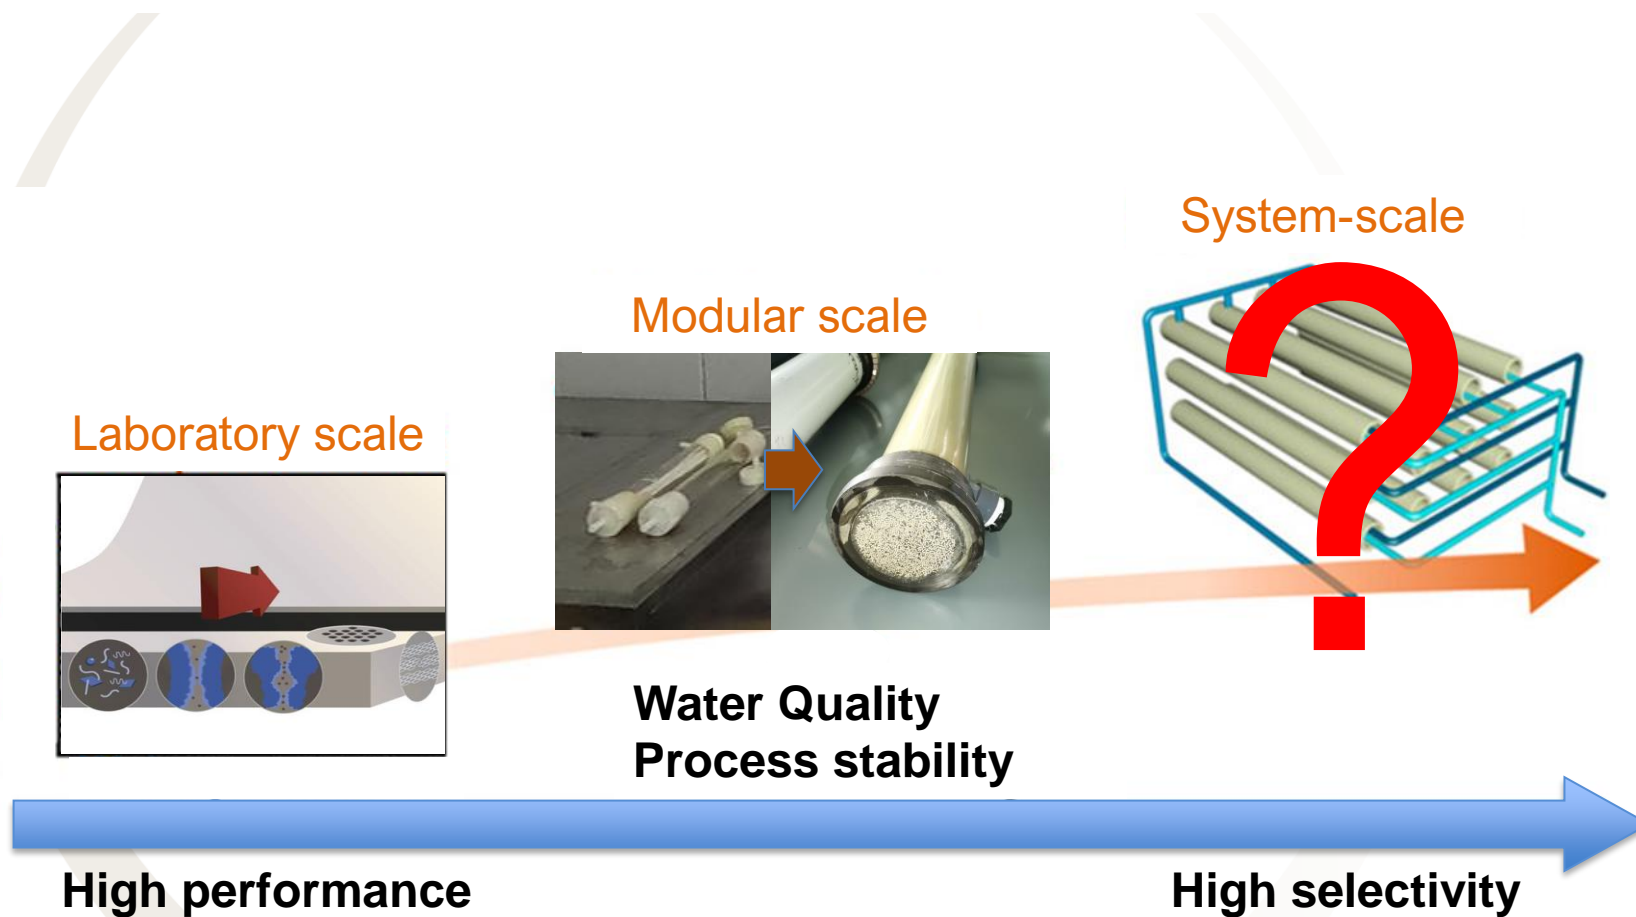 System-scale
Modular scale
Laboratory scale
?
Water Quality
Process stability
High performance
High selectivity